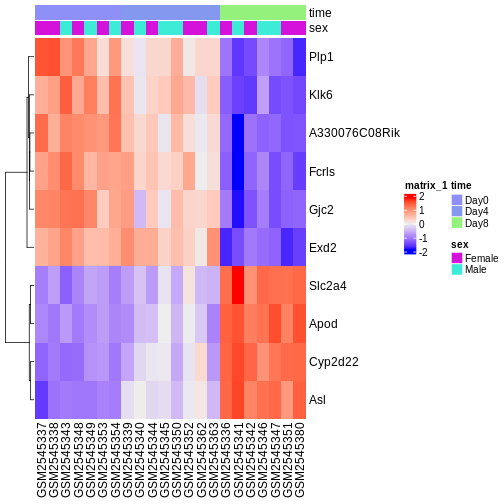 time
sex
Plp1
Klk6
A330076C08Rik
Fcrls
Gjc2
Exd2
Slc2a4
Apod
Cyp2d22
Asl
matrix_1
2
1
0
-1
-2
time
Day0
Day4
Day8
sex
Female
Male
GSM2545337
GSM2545338
GSM2545343
GSM2545348
GSM2545349
GSM2545353
GSM2545354
GSM2545339
GSM2545340
GSM2545344
GSM2545345
GSM2545350
GSM2545352
GSM2545362
GSM2545363
GSM2545336
GSM2545341
GSM2545342
GSM2545346
GSM2545347
GSM2545351
GSM2545380